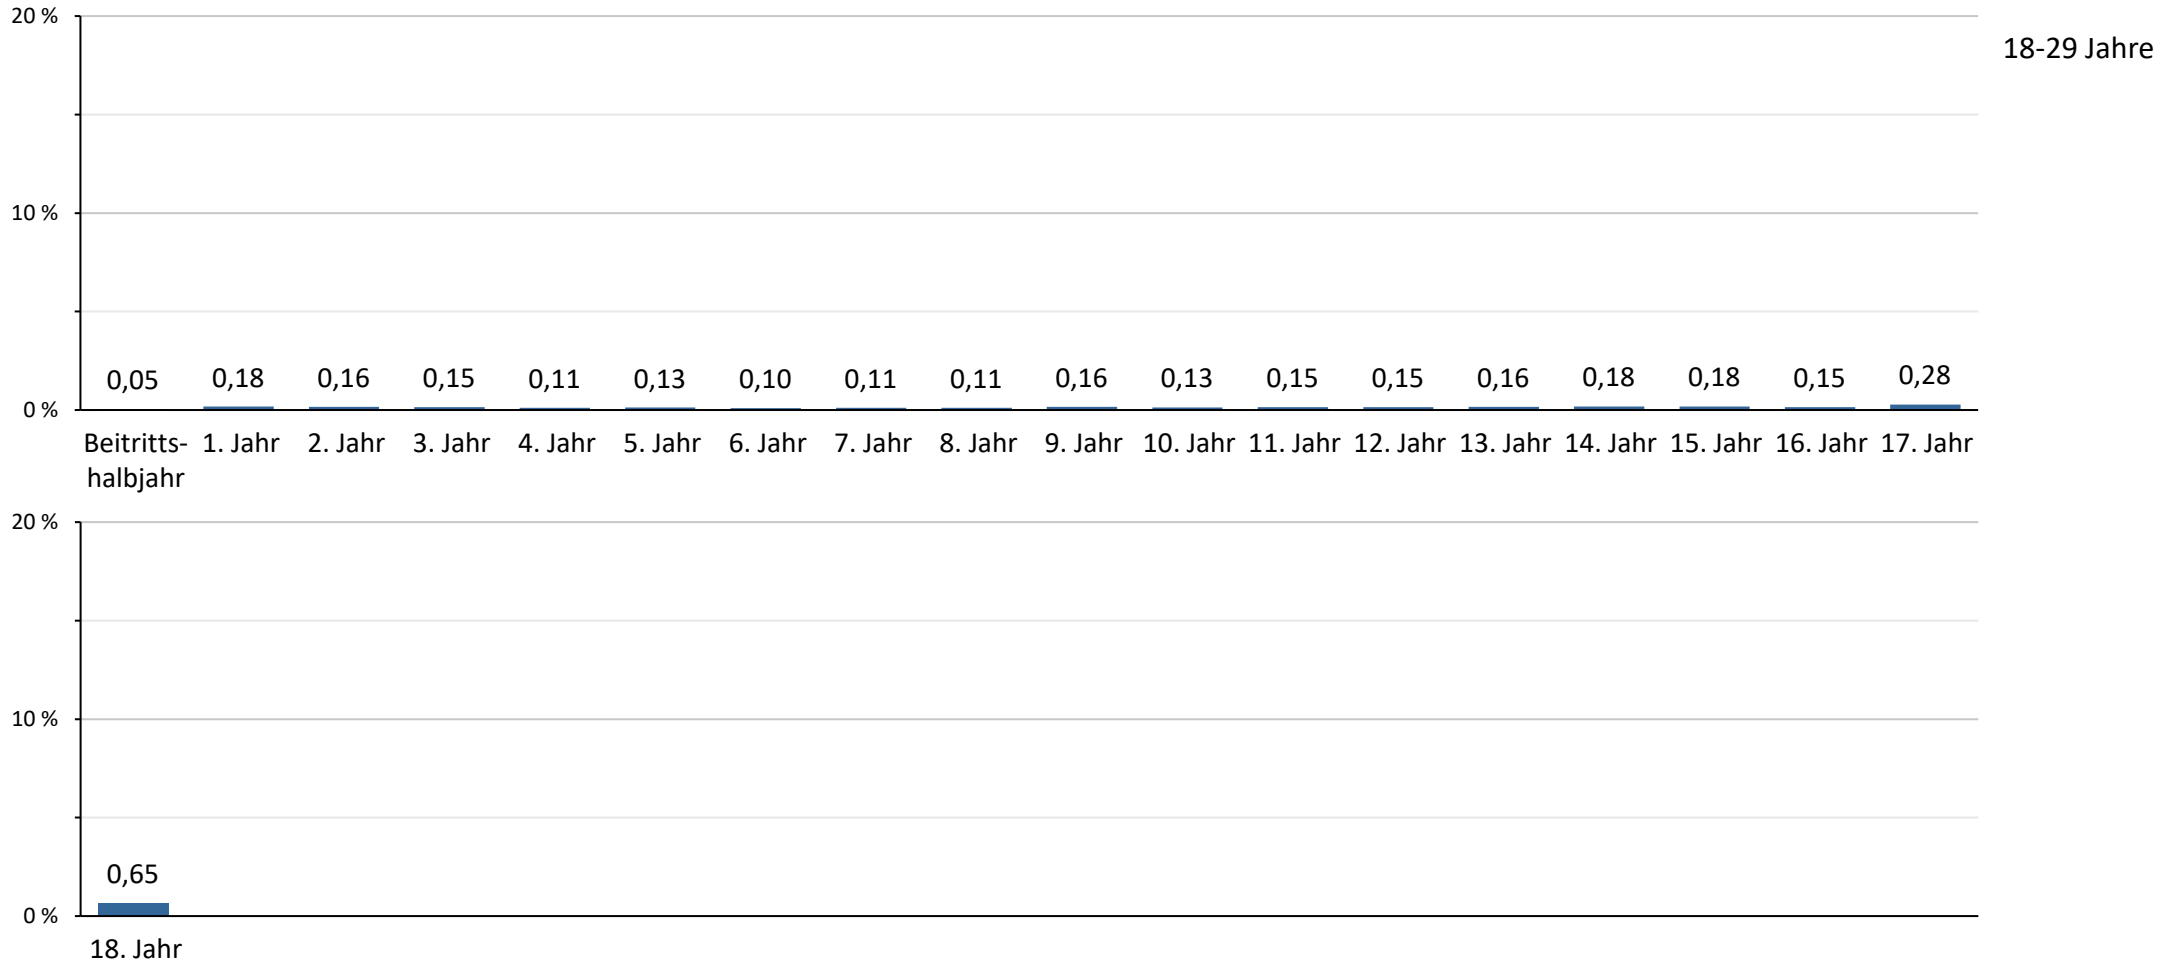 20 %
18-29 Jahre
10 %
0,05 0,18 0,16 0,15 0,11 0,13 0,10 0,11 0,11 0,16 0,13 0,15 0,15 0,16 0,18 0,18 0,15 0,28
0 %
Beitritts- 1. Jahr 2. Jahr 3. Jahr 4. Jahr 5. Jahr 6. Jahr 7. Jahr 8. Jahr 9. Jahr 10. Jahr 11. Jahr 12. Jahr 13. Jahr 14. Jahr 15. Jahr 16. Jahr 17. Jahr
halbjahr
20 %
10 %
0,65
0 %
18. Jahr